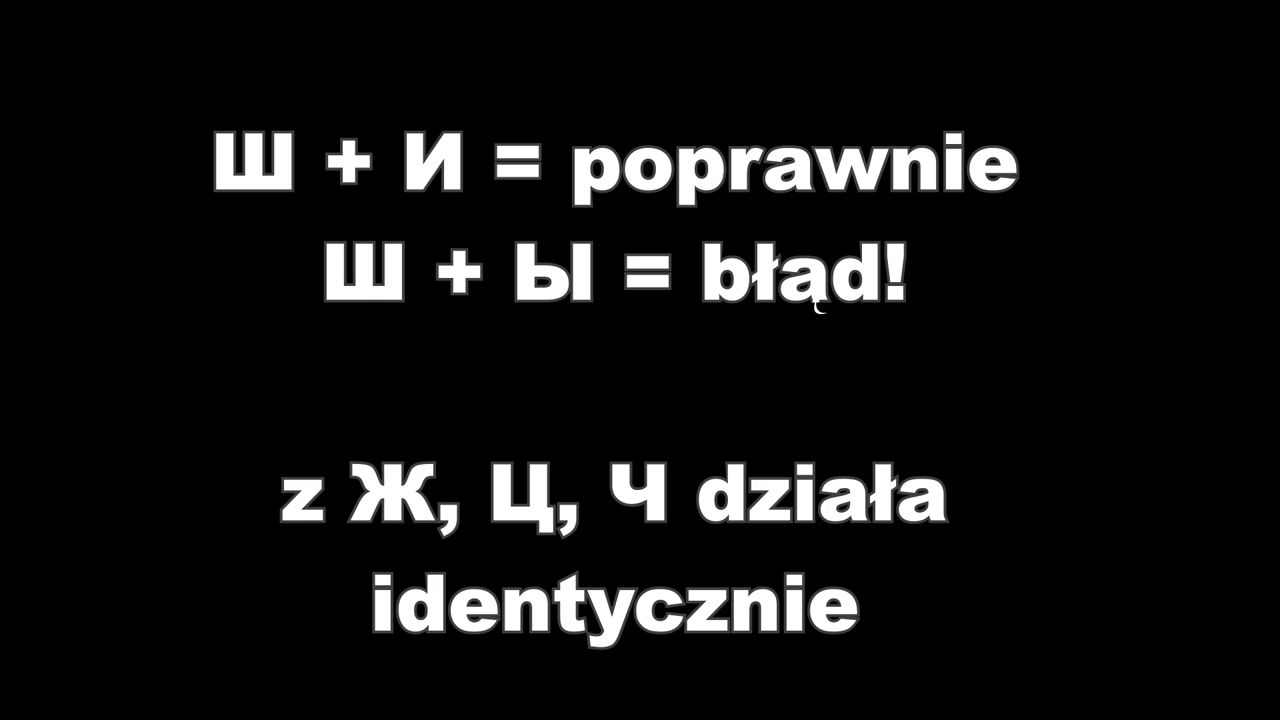 Ш + И = poprawnie
Ш + Ы = błąd!
z Ж, Ц, Ч działa
identycznie